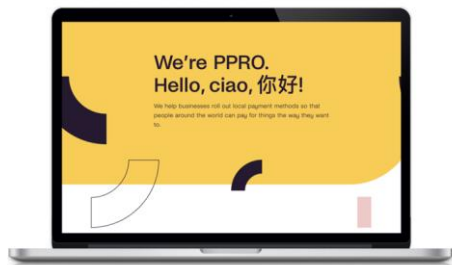 We're PPRO.
Hello, ciao, 你好!
We help businesses roll out local payment methods so that
people around the world can pay for things the way they want
to.